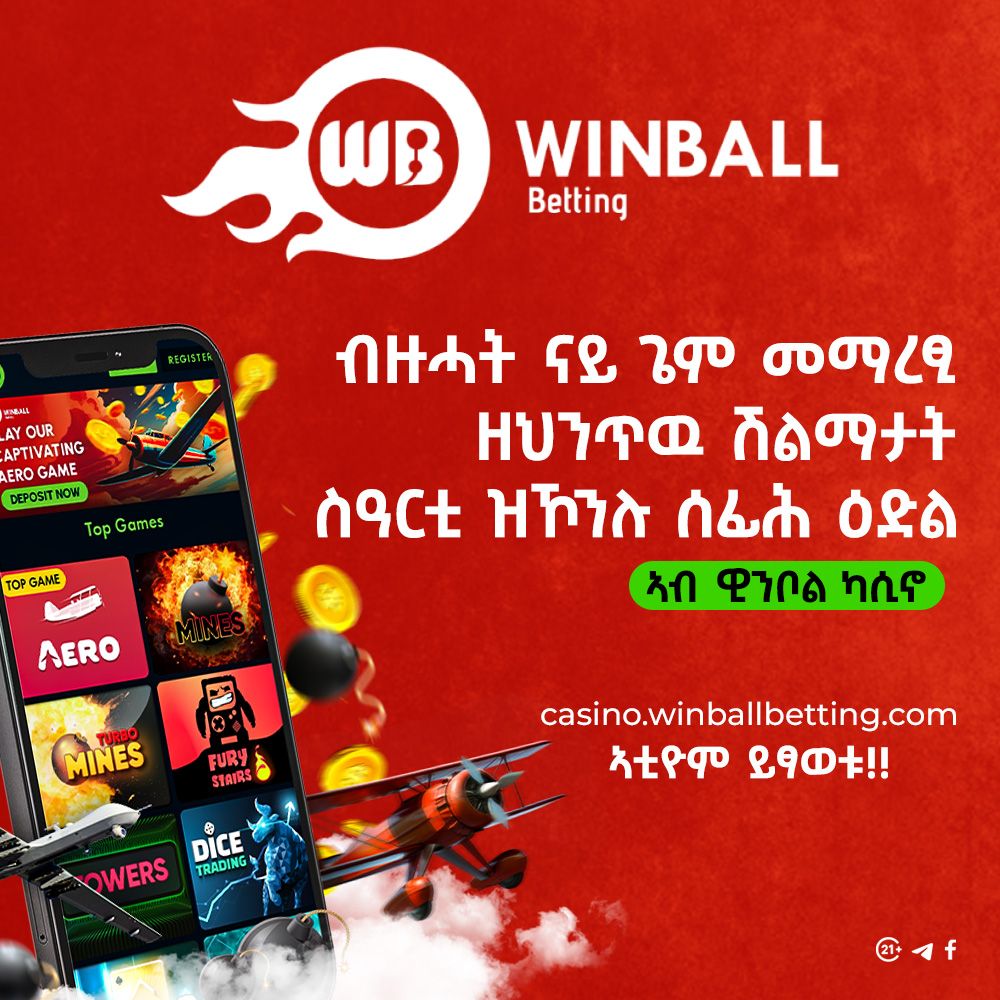 WB
WINBALL
Betting
ብዙሓት ናይ ጌም መማረፂ
ዘህንጥዉ ሽልማታት
ስዓርቲ ዝኾንሉ ሰፊሕ ዕድል
ኣብ ዊንቦል ካሲኖ
casino.winballbetting.com
ኣቲዮም ይፃወቱ!!
REGISTER
WINBALL
LAY OUR
CAPTIVATING
AERO GAME
DEPOSIT NOW
Top Games
TOP GAME
AERO
MINES
TURBO
MINES
FURY
STAIRS
TOWERS
DICE
TRADING
21+